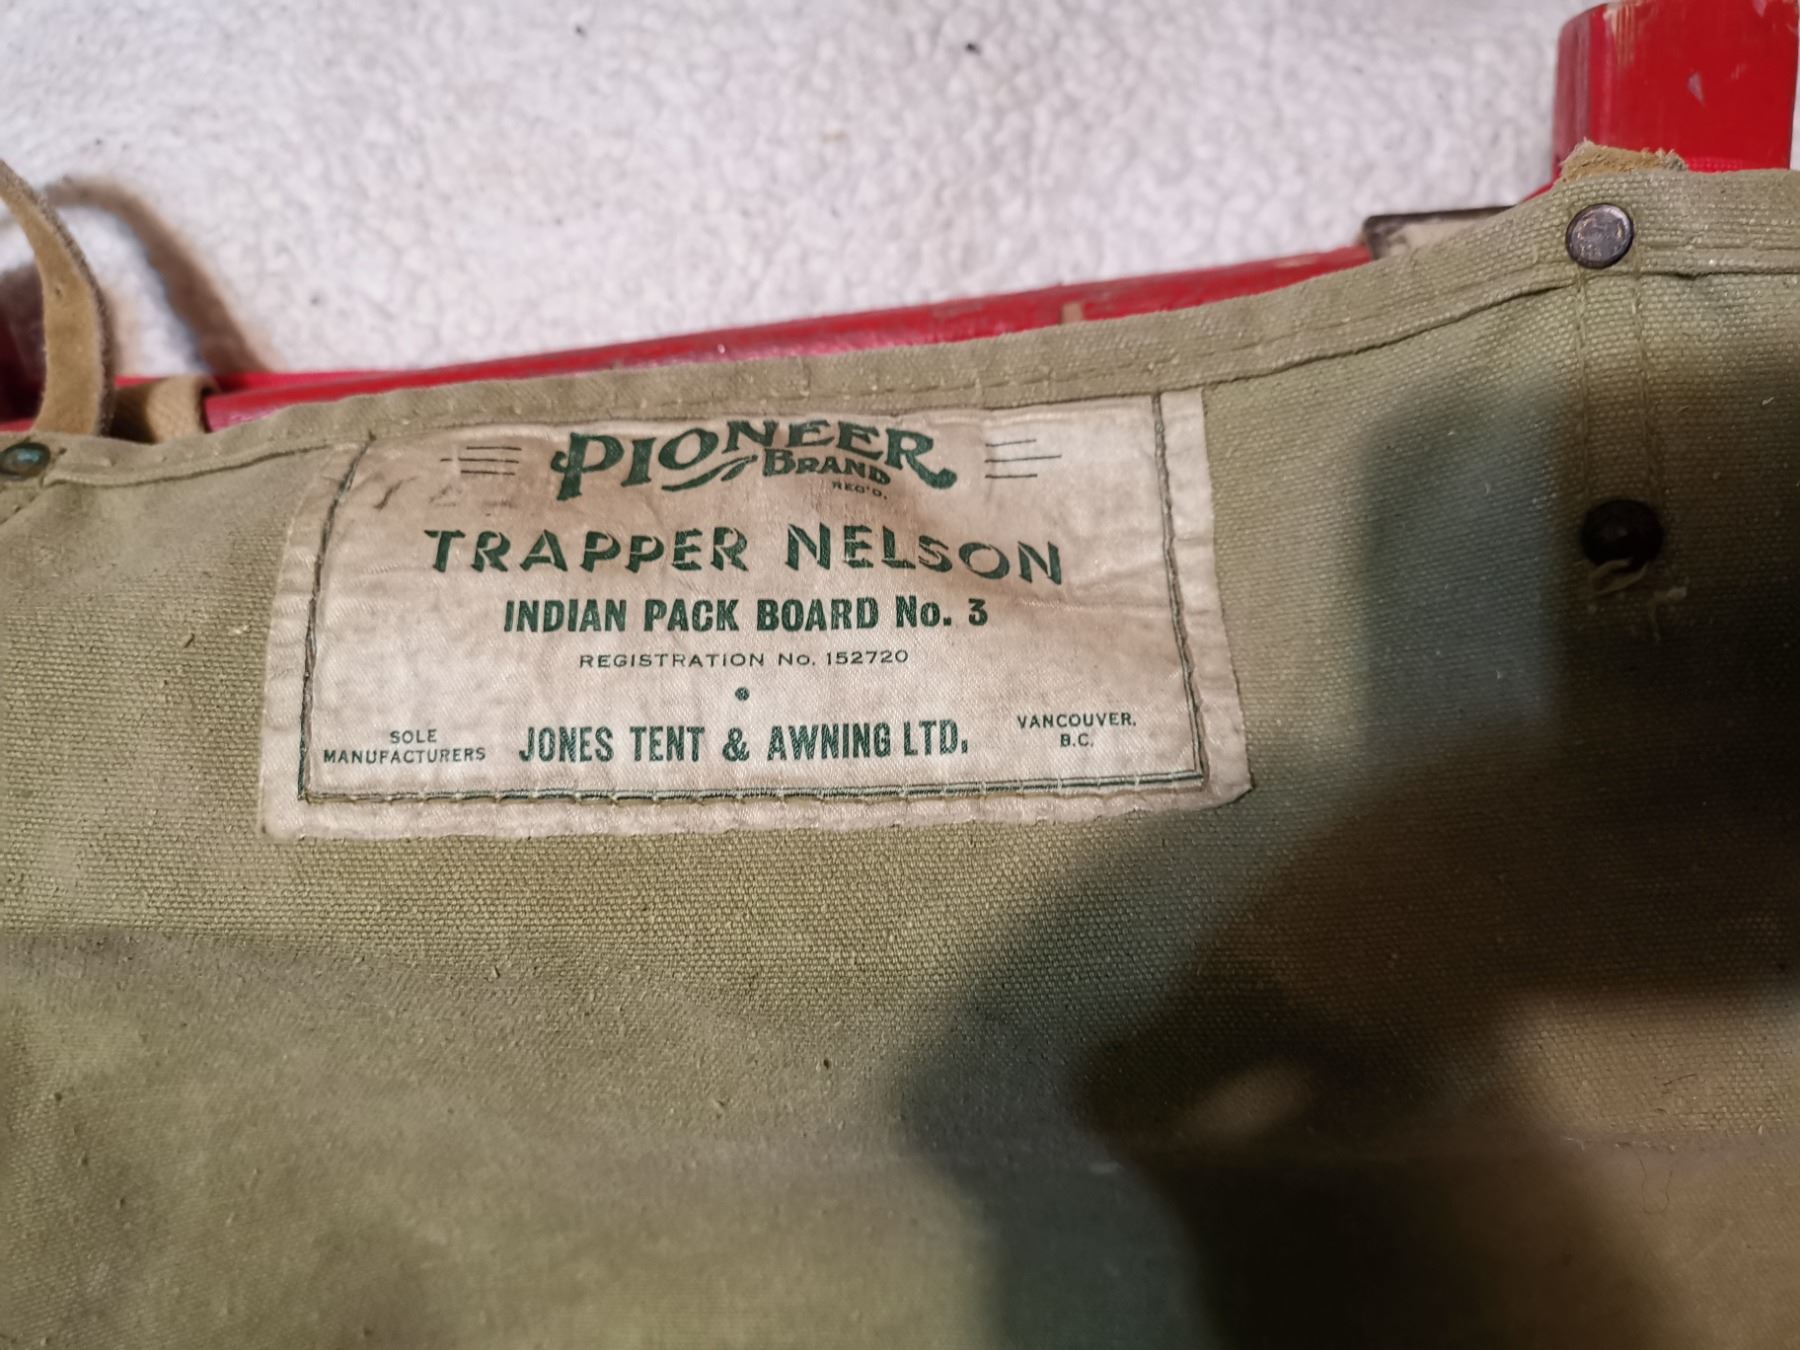 PIONEER
BRAND
REG'D.
TRAPPER NELSON
INDIAN PACK BOARD No. 3
REGISTRATION No. 152720
SOLE
MANUFACTURERS
JONES TENT & AWNING LTD.
VANCOUVER,
B.C.